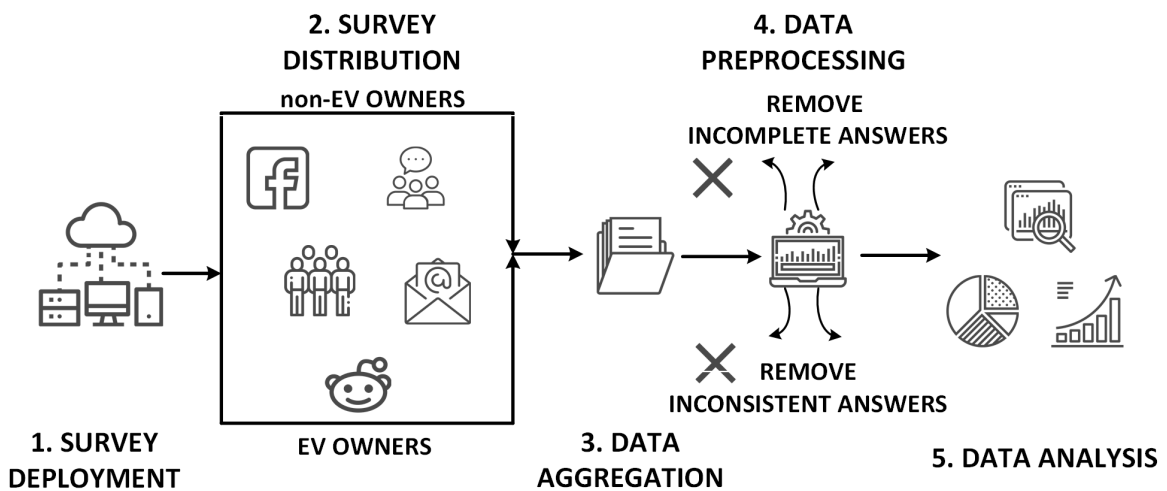 2. SURVEY
DISTRIBUTION
non-EV OWNERS
4. DATA
PREPROCESSING
REMOVE
INCOMPLETE ANSWERS
REMOVE
INCONSISTENT ANSWERS
EV OWNERS
1. SURVEY
DEPLOYMENT
3. DATA
AGGREGATION
5. DATA ANALYSIS